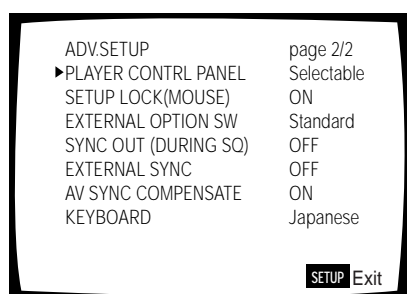 ADV.SETUP page 2/2
▶PLAYER CONTRL PANEL Selectable
SETUP LOCK(MOUSE) ON
EXTERNAL OPTION SW Standard
SYNC OUT (DURING SQ) OFF
EXTERNAL SYNC OFF
AV SYNC COMPENSATE ON
KEYBOARD Japanese
SETUP Exit